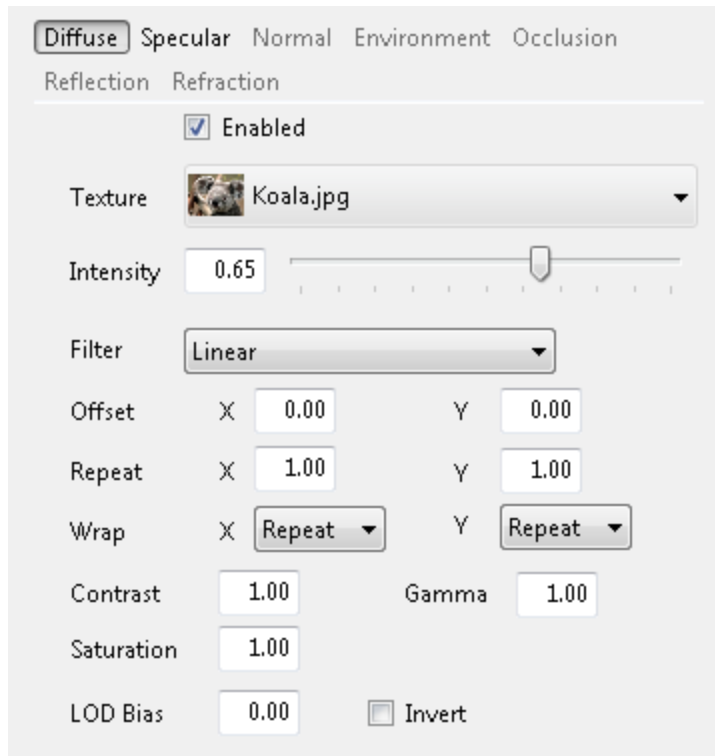 Diffuse Specular Normal Environment Occlusion
Reflection Refraction
Enabled
Texture Koala.jpg
Intensity 0.65
Filter Linear
Offset X 0.00 Y 0.00
Repeat X 1.00 Y 1.00
Wrap X Repeat Y Repeat
Contrast 1.00 Gamma 1.00
Saturation 1.00
LOD Bias 0.00 Invert